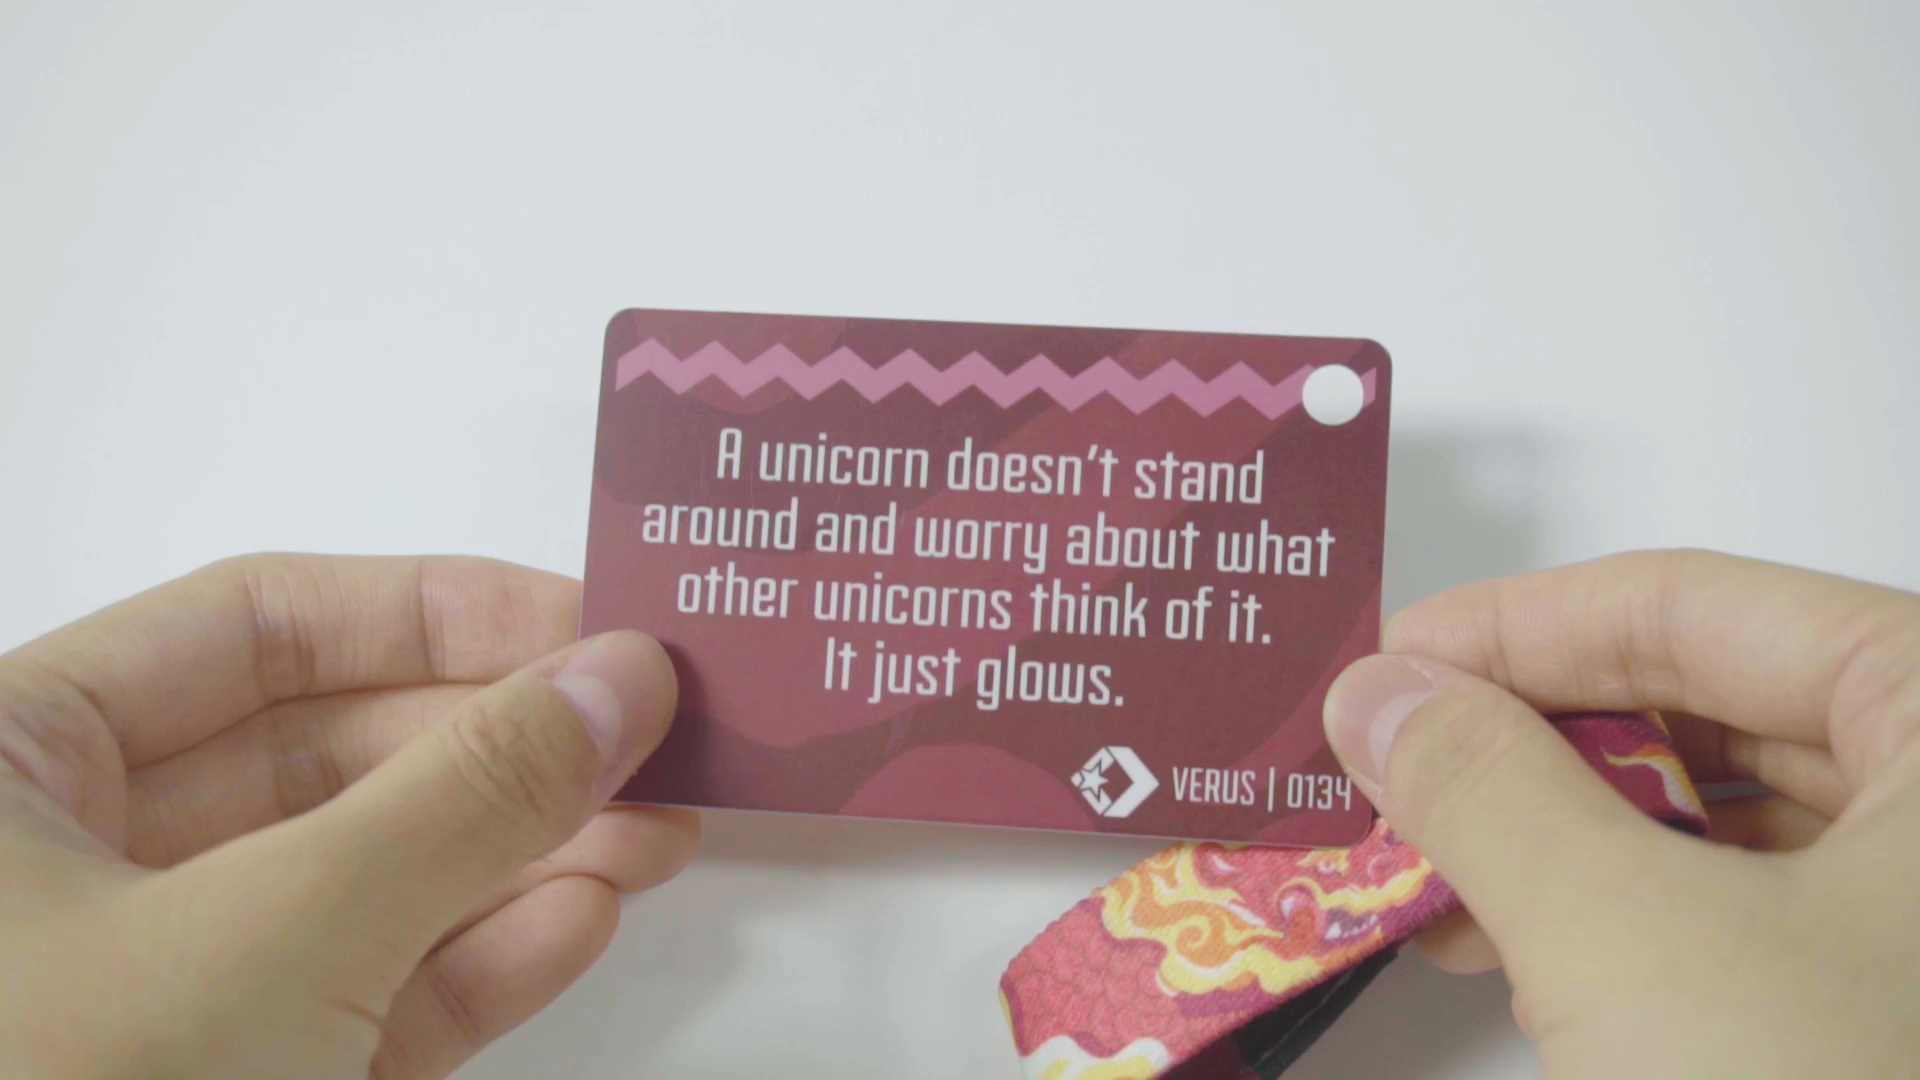 A unicorn doesn't stand
around and worry about what
other unicorns think of it.
It just glows.
VERUS | 0134